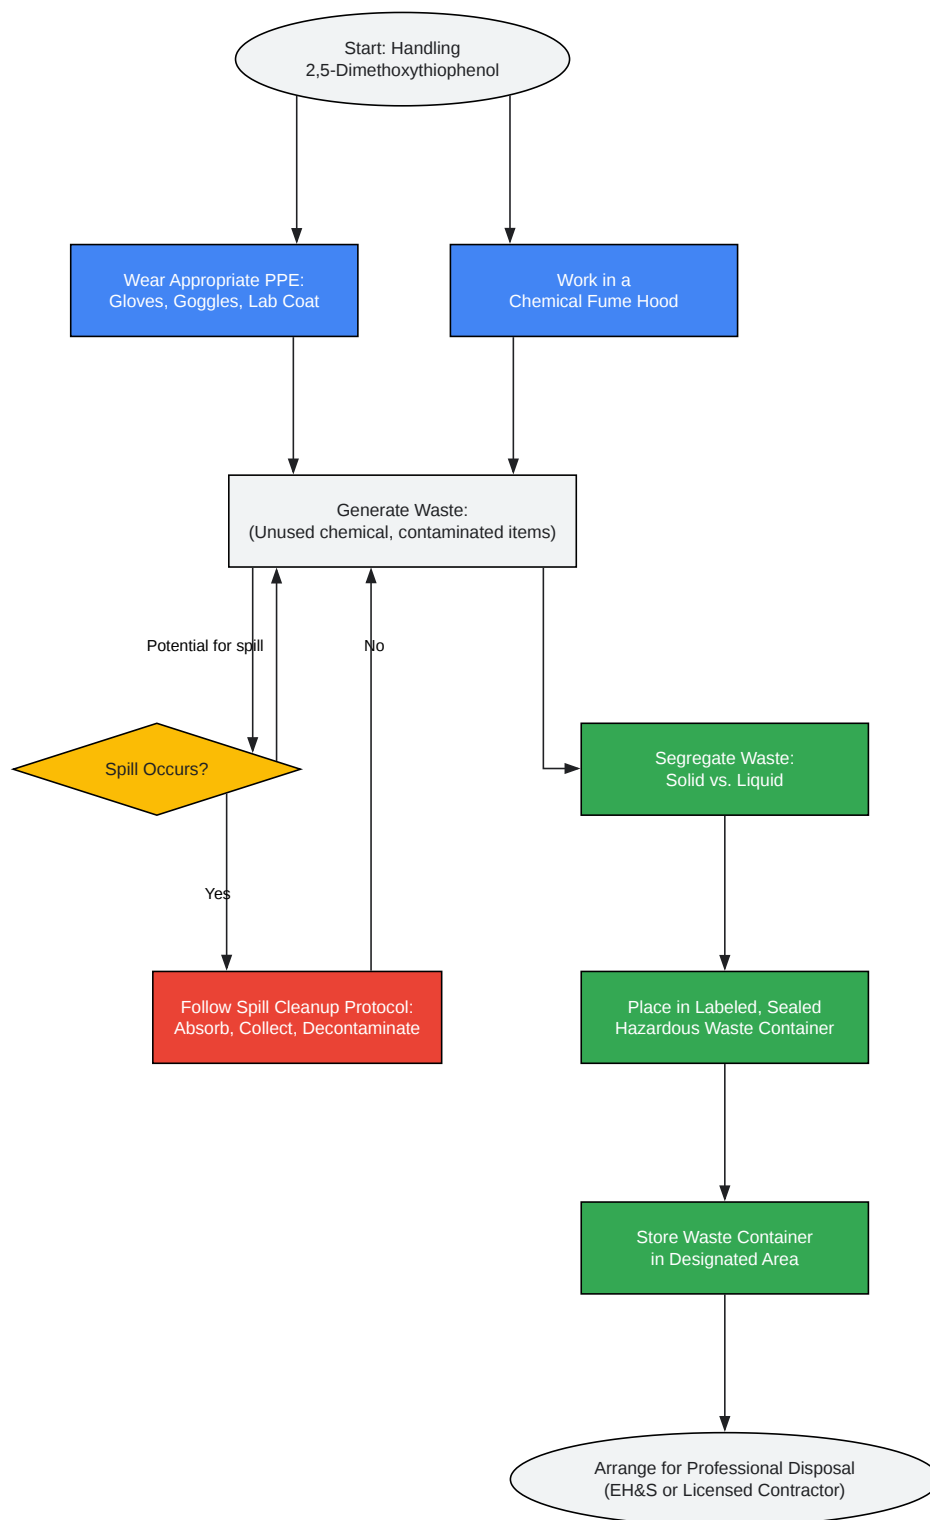 Start: Handling
2,5-Dimethoxythiophenol
Wear Appropriate PPE:
Gloves, Goggles, Lab Coat
Work in a
Chemical Fume Hood
Generate Waste:
(Unused chemical, contaminated items)
Potential for spill
No
Spill Occurs?
Segregate Waste:
Solid vs. Liquid
Yes
Follow Spill Cleanup Protocol:
Absorb, Collect, Decontaminate
Place in Labeled, Sealed
Hazardous Waste Container
Store Waste Container
in Designated Area
Arrange for Professional Disposal
(EH&S or Licensed Contractor)